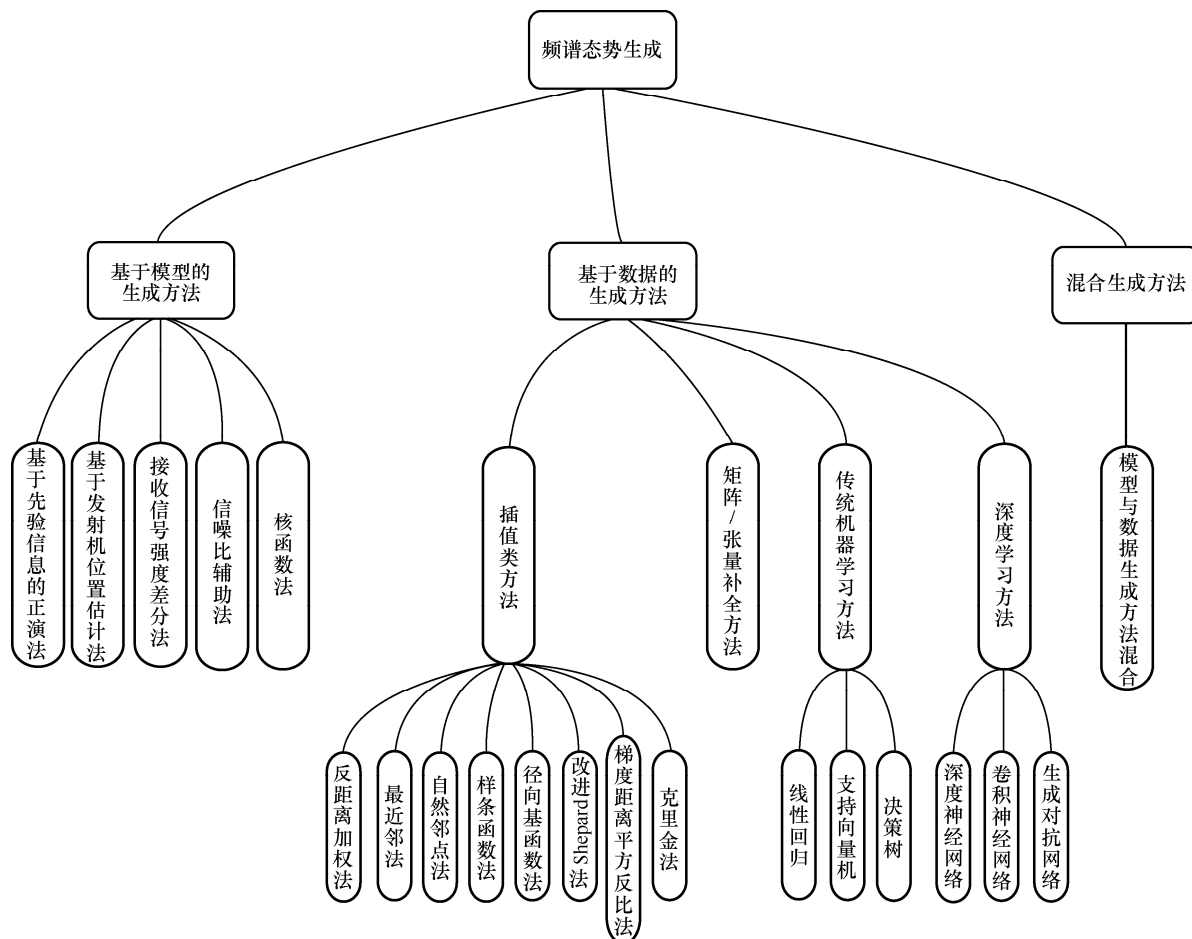 频谱态势生成
基于模型的
生成方法
基于数据的
生成方法
混合生成方法
基于先验信息的正演法
基于发射机位置估计法
接收信号强度差分法
信噪比辅助法
核函数法
插值类方法
矩阵/张量补全方法
传统机器学习方法
深度学习方法
模型与数据生成方法混合
反距离加权法
最近邻法
自然邻点法
样条函数法
径向基函数法
改进Shepard法
梯度距离平方反比法
克里金法
线性回归
支持向量机
决策树
深度神经网络
卷积神经网络
生成对抗网络